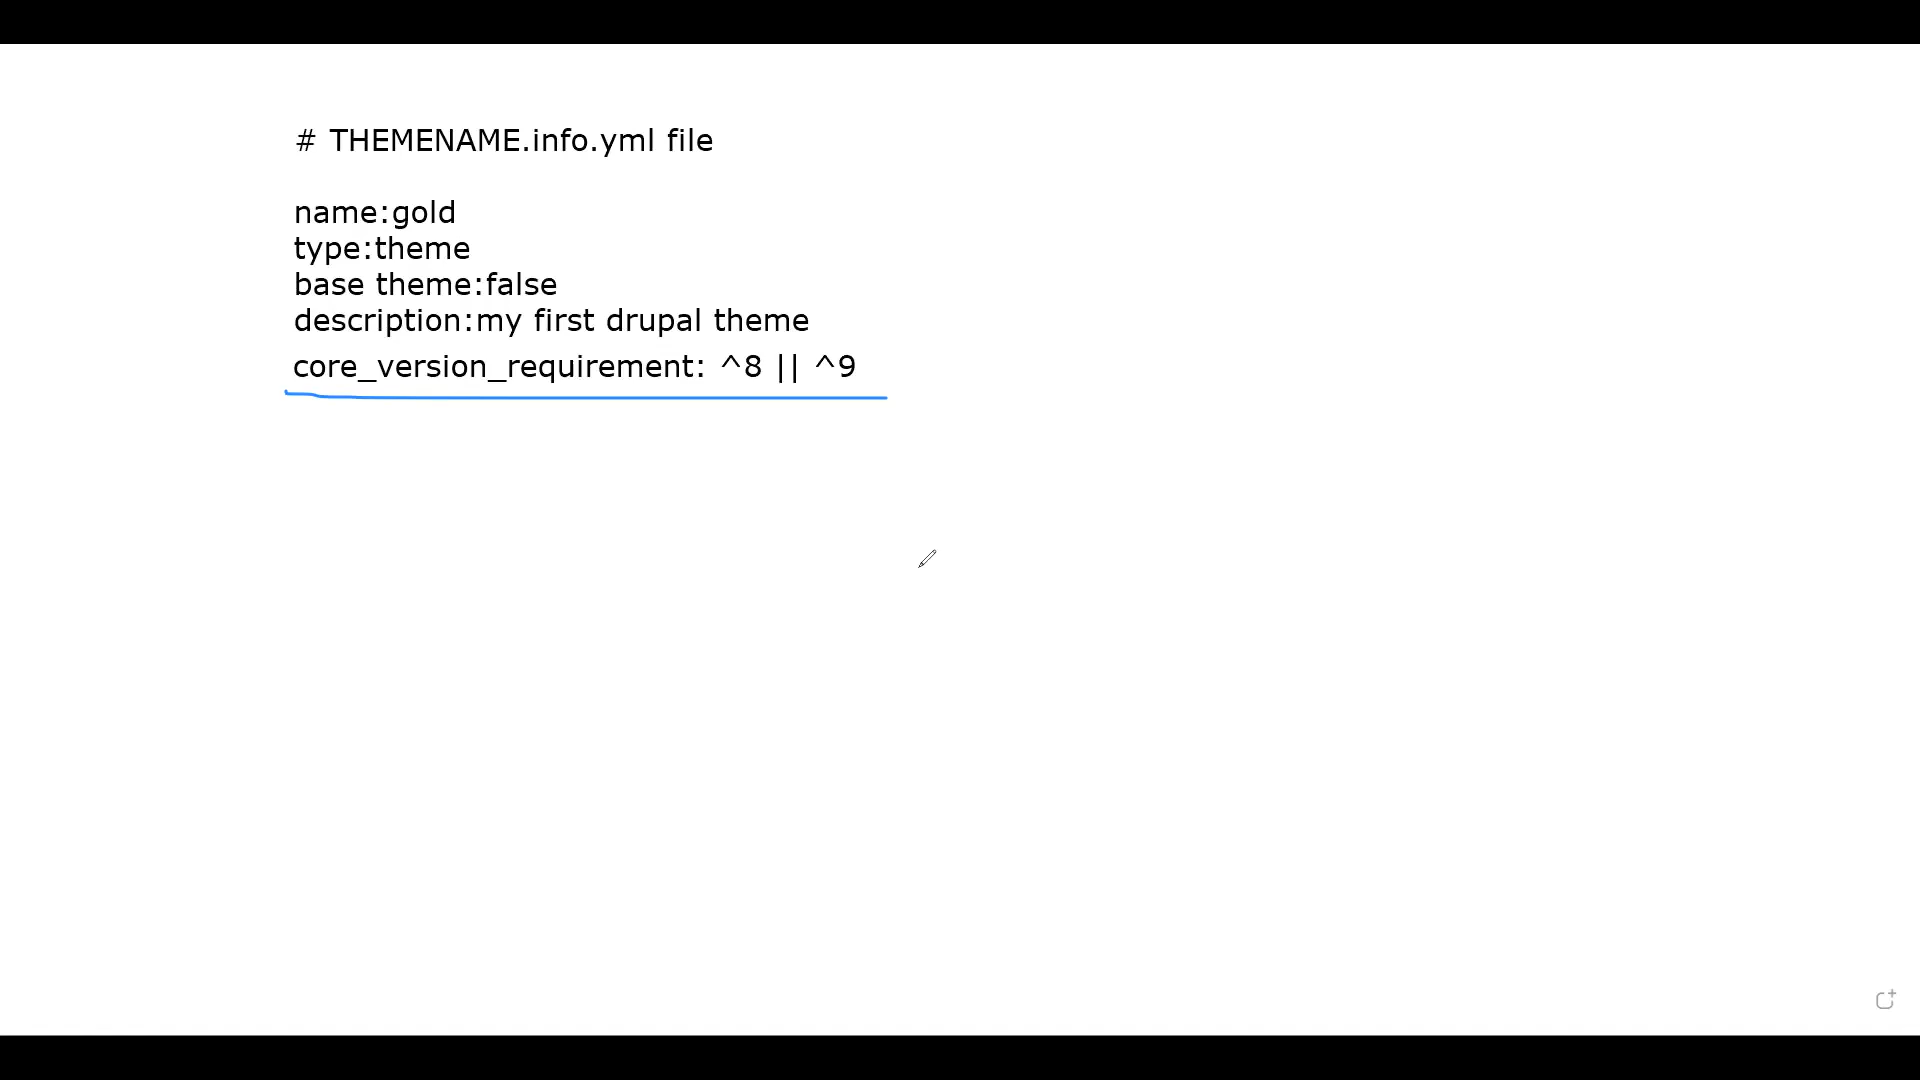 # THEMENAME.info.yml file
name:gold
type:theme
base theme:false
description:my first drupal theme
core_version_requirement: ^8 || ^9